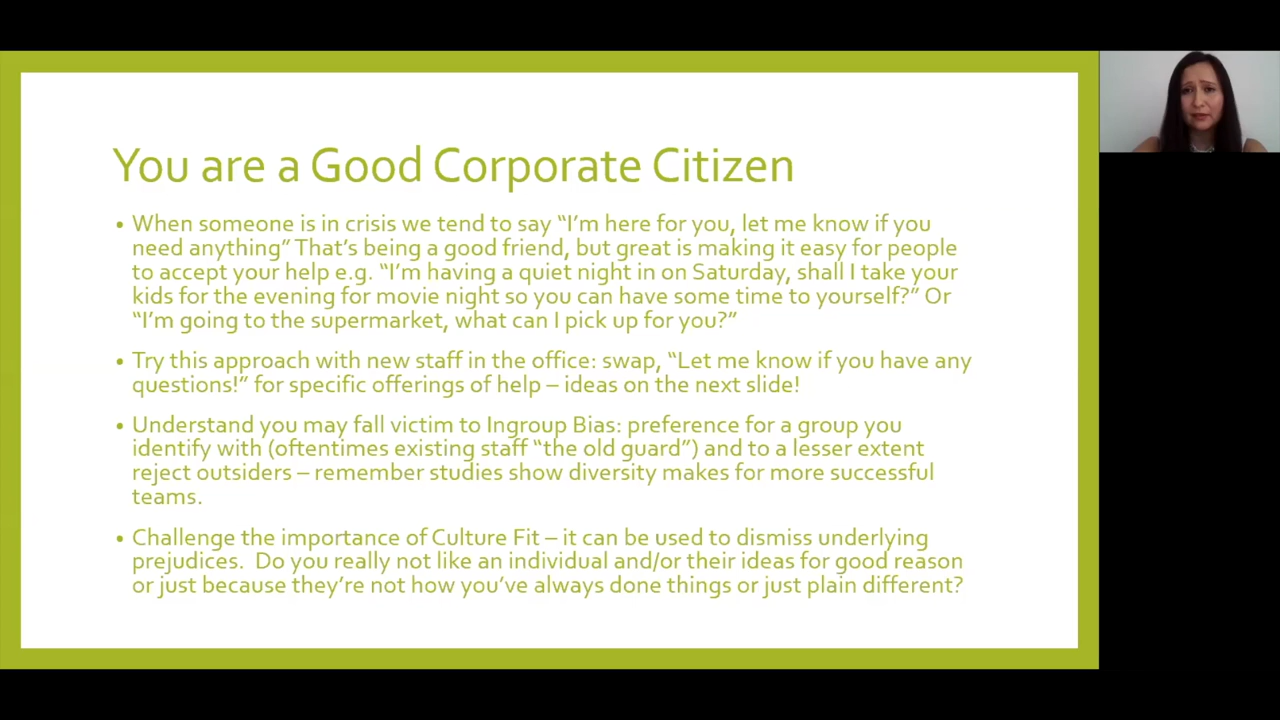 You are a Good Corporate Citizen
• When someone is in crisis we tend to say “I’m here for you, let me know if you
need anything” That’s being a good friend, but great is making it easy for people
to accept your help e.g. “I’m having a quiet night in on Saturday, shall I take your
kids for the evening for movie night so you can have some time to yourself?” Or
“I’m going to the supermarket, what can I pick up for you?”
• Try this approach with new staff in the office: swap, “Let me know if you have any
questions!” for specific offerings of help – ideas on the next slide!
• Understand you may fall victim to Ingroup Bias: preference for a group you
identify with (oftentimes existing staff “the old guard”) and to a lesser extent
reject outsiders – remember studies show diversity makes for more successful
teams.
• Challenge the importance of Culture Fit – it can be used to dismiss underlying
prejudices.  Do you really not like an individual and/or their ideas for good reason
or just because they’re not how you’ve always done things or just plain different?